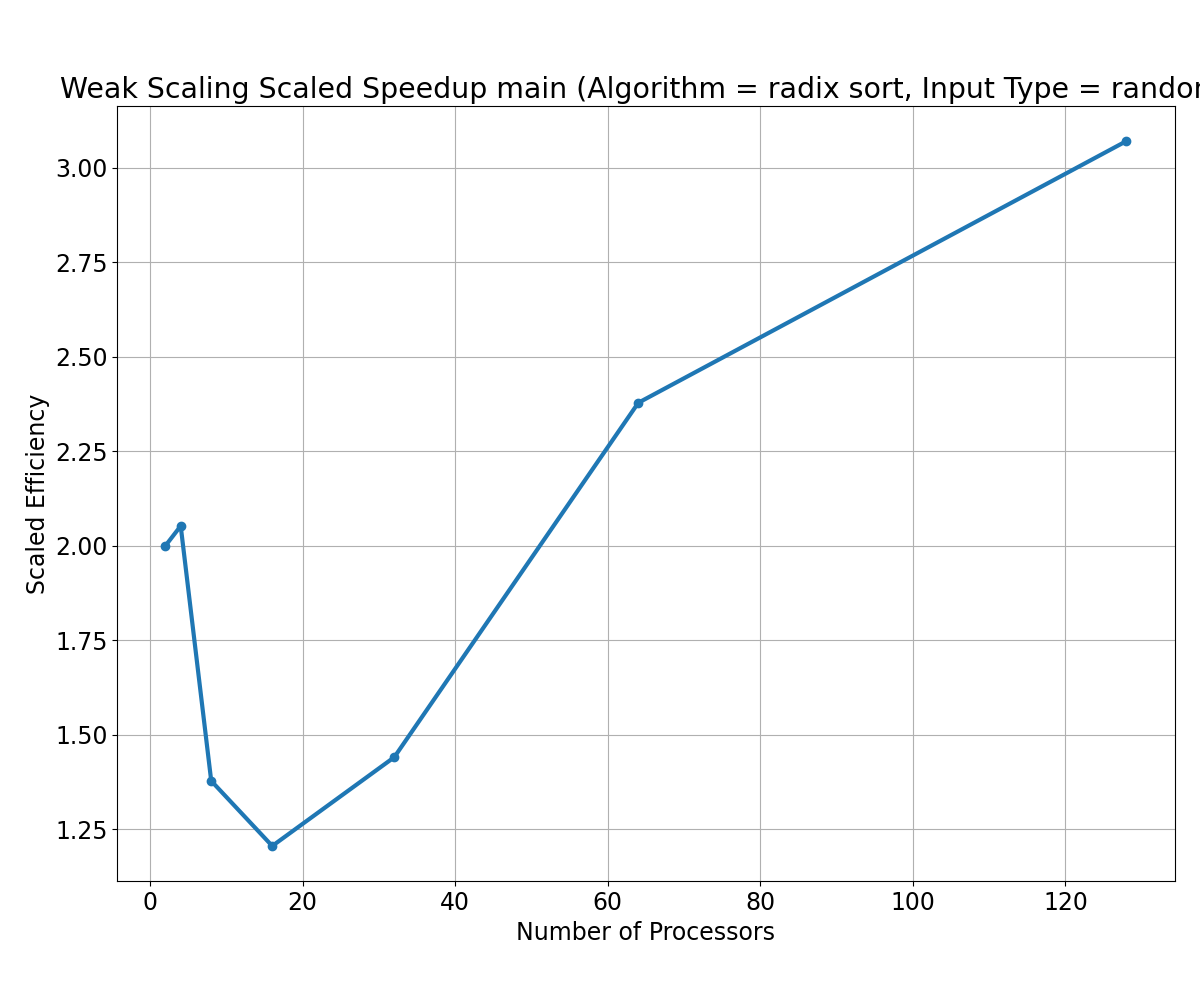 Weak Scaling Scaled Speedup main (Algorithm = radix sort, Input Type =
3.00
2.75
2.50
2.25
2.00
1.75
1.50
1.25
Scaled Efficiency
0 20 40 60 80 100 120
Number of Processors